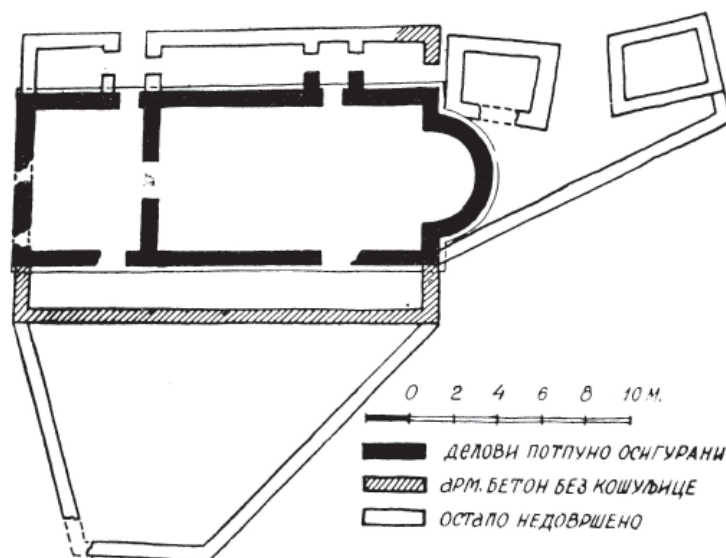 0 2 4 6 8 10 М.
делови потпуно осигурани
арм. бетон без кошуљице
остало недовршено